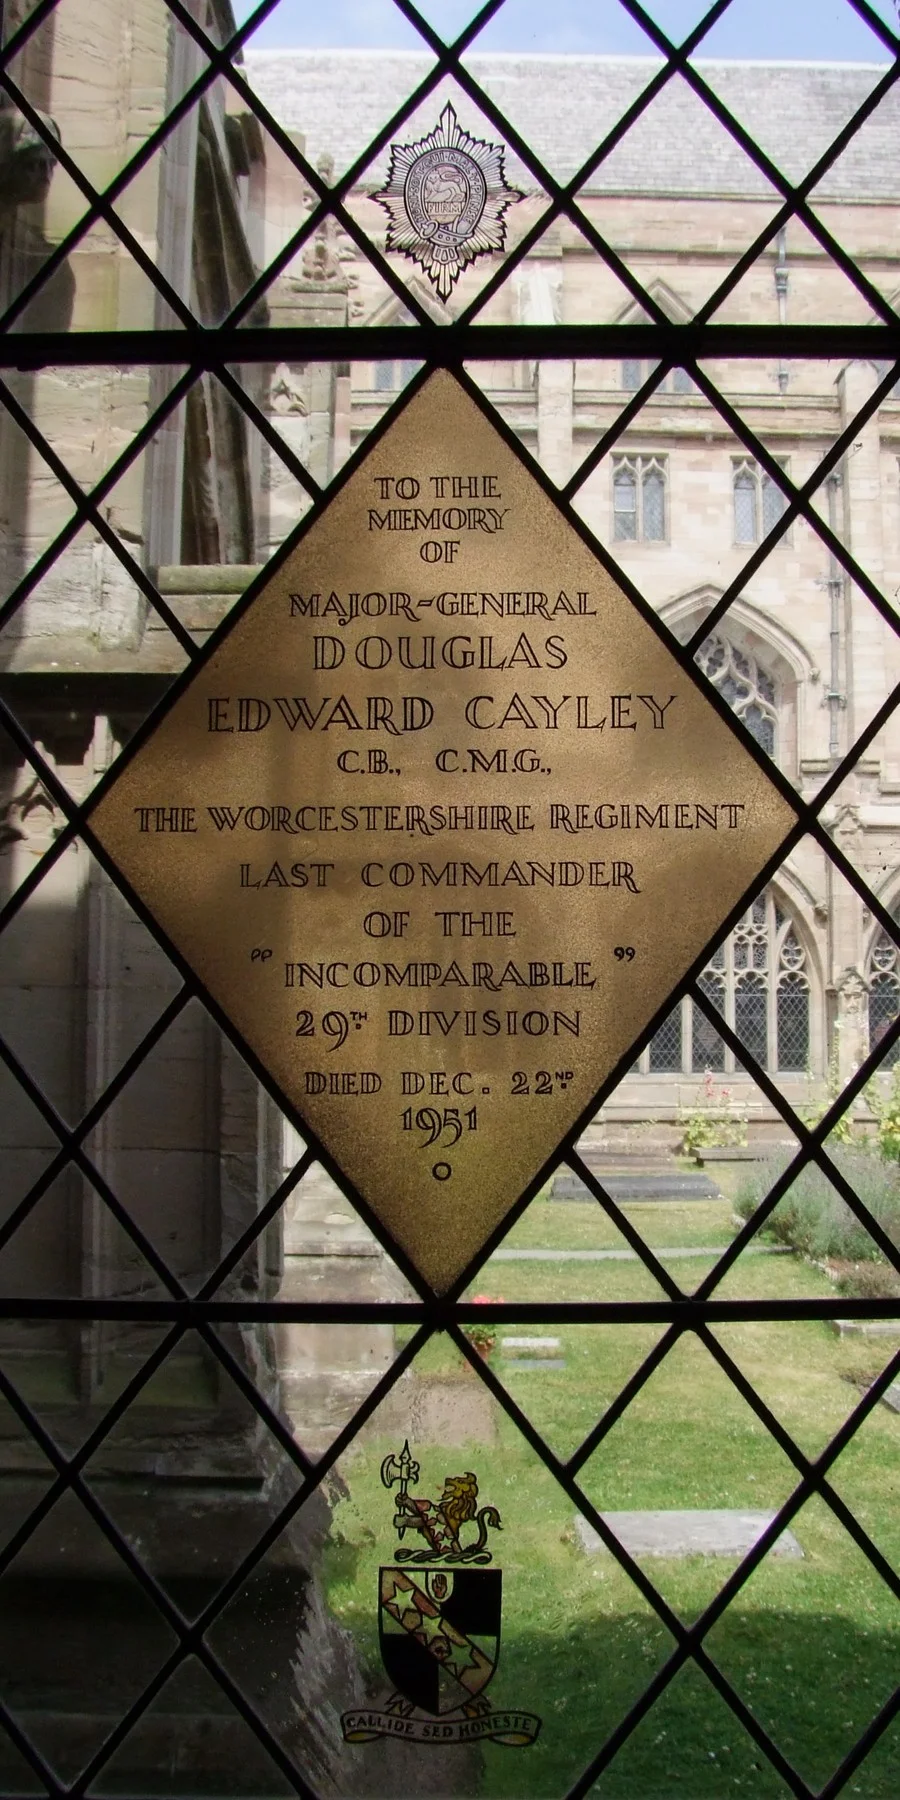 FIRM
TO THE
MEMORY
OF
MAJOR-GENERAL
DOUGLAS
EDWARD CAYLEY
C.B., C.M.G.,
THE WORCESTERSHIRE REGIMENT
LAST COMMANDER
OF THE
"INCOMPARABLE"
29TH DIVISION
DIED DEC. 22ND
1951
CALLIDE SED HONESTE